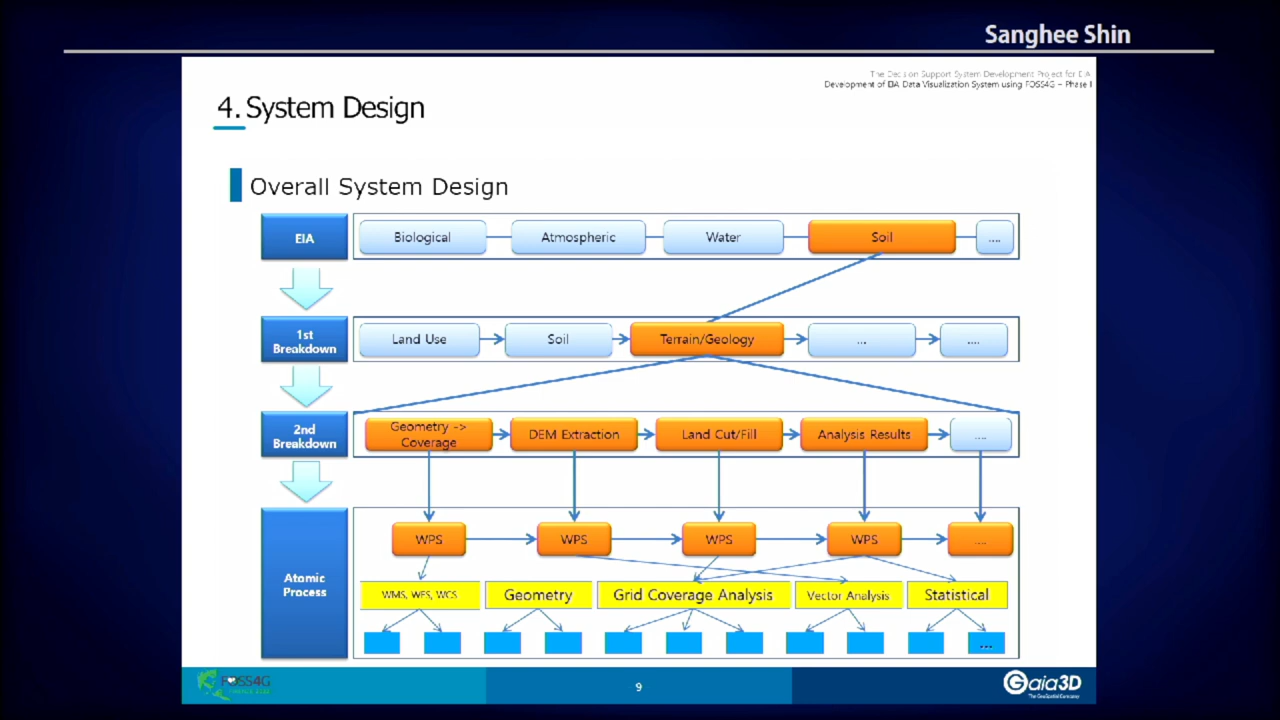 Sanghee Shin
The Decision Support System Development Project for EIA
Development of EIA Data Visualization System using FOSS4G – Phase I
4. System Design
Overall System Design
EIA
Biological
Atmospheric
Water
Soil
....
1st
Breakdown
Land Use
Soil
Terrain/Geology
...
....
2nd
Breakdown
Geometry ->
Coverage
DEM Extraction
Land Cut/Fill
Analysis Results
....
Atomic
Process
WPS
WPS
WPS
WPS
....
WMS, WFS, WCS
Geometry
Grid Coverage Analysis
Vector Analysis
Statistical
...
FOSS4G
9
Gaia3D
The GeoSpatial Company